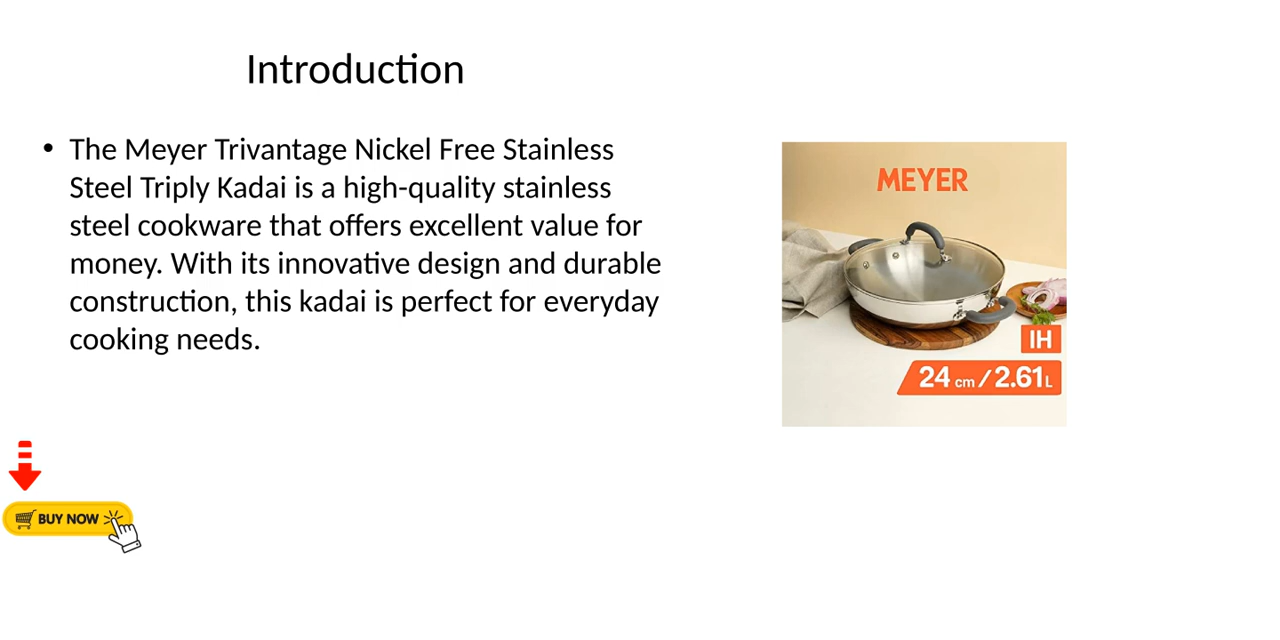 Introduction
• The Meyer Trivantage Nickel Free Stainless
Steel Triply Kadai is a high-quality stainless
steel cookware that offers excellent value for
money. With its innovative design and durable
construction, this kadai is perfect for everyday
cooking needs.
MEYER
IH
24 cm / 2.61L
BUY NOW